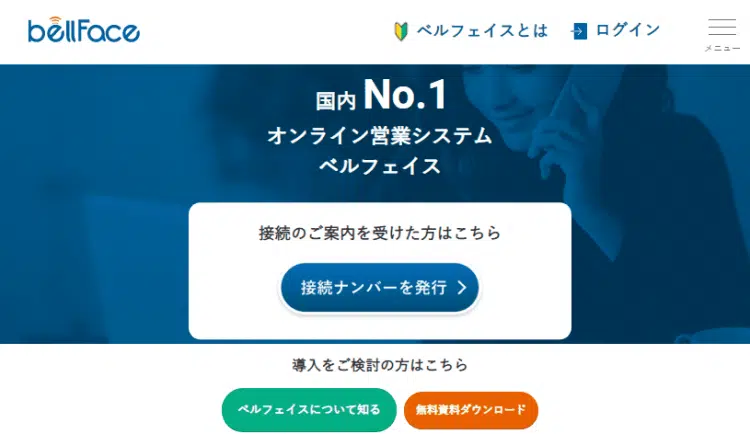 bellFace
ベルフェイスとは
ログイン
メニュー
国内 No.1
オンライン営業システム
ベルフェイス
接続のご案内を受けた方はこちら
接続ナンバーを発行
導入をご検討の方はこちら
ベルフェイスについて知る
無料資料ダウンロード